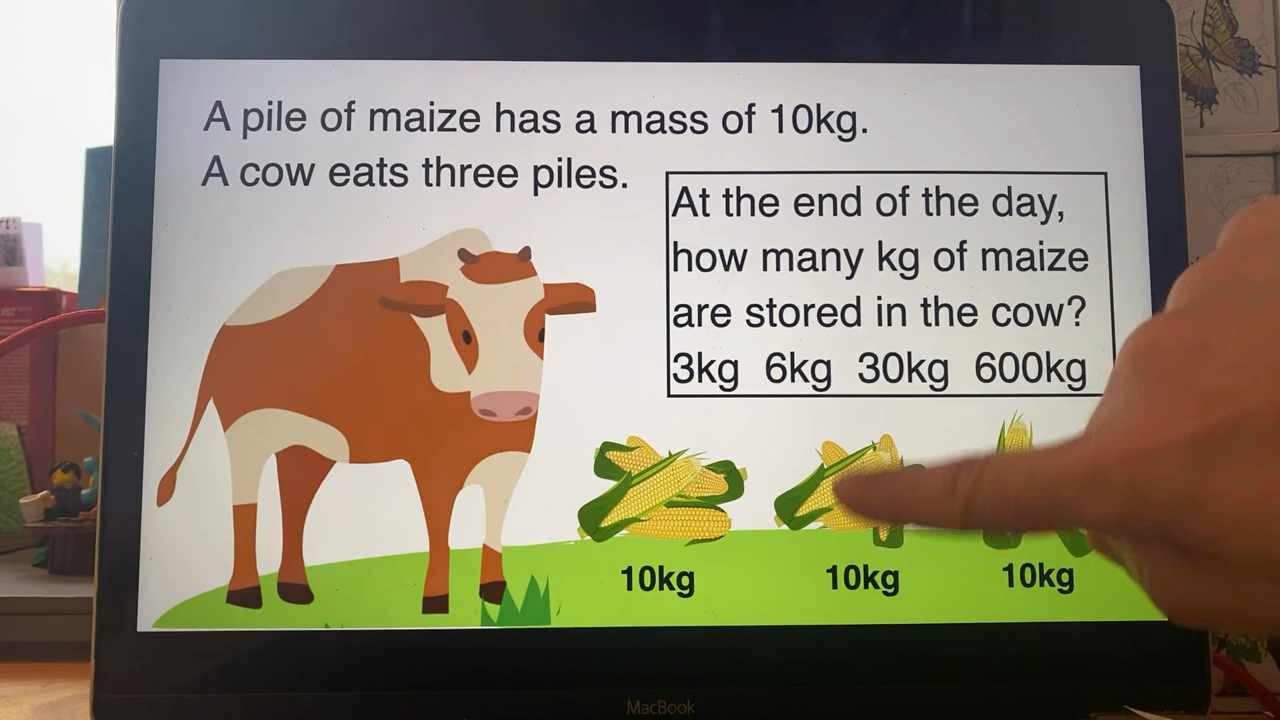 A pile of maize has a mass of 10kg.
A cow eats three piles.
At the end of the day,
how many kg of maize
are stored in the cow?
3kg 6kg 30kg 600kg
10kg 10kg 10kg
MacBook